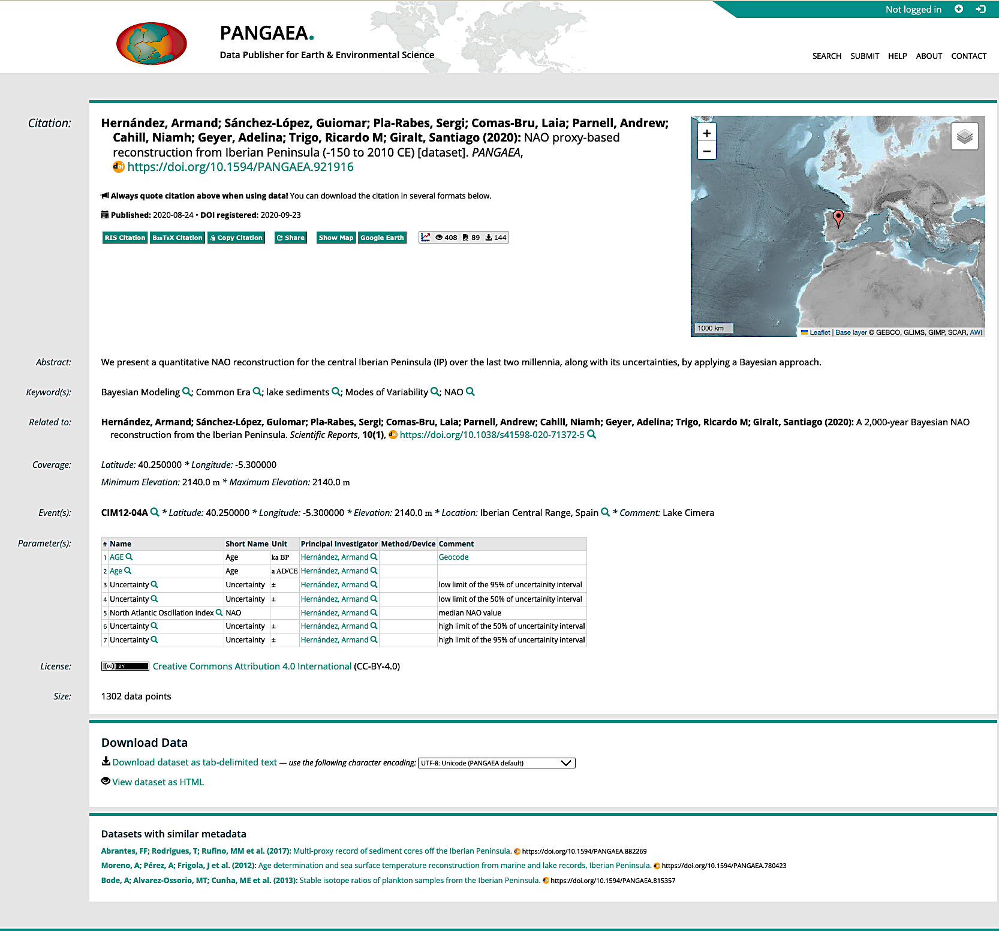 Not logged in
PANGAEA.
Data Publisher for Earth & Environmental Science
SEARCH SUBMIT HELP ABOUT CONTACT
Citation:
Hernández, Armand; Sánchez-López, Guiomar; Pla-Rabes, Sergi; Comas-Bru, Laia; Parnell, Andrew;
Cahill, Niamh; Geyer, Adelina; Trigo, Ricardo M; Giralt, Santiago (2020): NAO proxy-based
reconstruction from Iberian Peninsula (-150 to 2010 CE) [dataset]. PANGAEA,
doi https://doi.org/10.1594/PANGAEA.921916
Always quote citation above when using data! You can download the citation in several formats below.
Published: 2020-08-24 • DOI registered: 2020-09-23
RIS Citation BibTeX Citation Copy Citation Share Show Map Google Earth 408 89 144
+
−
1000 km
Leaflet | Base layer © GEBCO, GLIMS, GIMP, SCAR, AWI
Abstract:
We present a quantitative NAO reconstruction for the central Iberian Peninsula (IP) over the last two millennia, along with its uncertainties, by applying a Bayesian approach.
Keyword(s):
Bayesian Modeling; Common Era; lake sediments; Modes of Variability; NAO
Related to:
Hernández, Armand; Sánchez-López, Guiomar; Pla-Rabes, Sergi; Comas-Bru, Laia; Parnell, Andrew Cahill, Niamh; Geyer, Adelina; Trigo, Ricardo M; Giralt, Santiago (2020): A 2,000-year Bayesian NAO
reconstruction from the Iberian Peninsula. Scientific Reports, 10(1), doi https://doi.org/10.1038/s41598-020-71372-5
Coverage:
Latitude: 40.250000 * Longitude: -5.300000
Minimum Elevation: 2140.0 m * Maximum Elevation: 2140.0 m
Event(s):
CIM12-04A * Latitude: 40.250000 * Longitude: -5.300000 * Elevation: 2140.0 m * Location: Iberian Central Range, Spain * Comment: Lake Cimera
Parameter(s):
# Name Short Name Unit Principal Investigator Method/Device Comment
1 AGE Age ka BP Hernández, Armand Geocode
2 Age Age a AD/CE Hernández, Armand
3 Uncertainty Uncertainty ± Hernández, Armand low limit of the 95% of uncertainity interval
4 Uncertainty Uncertainty ± Hernández, Armand low limit of the 50% of uncertainity interval
5 North Atlantic Oscillation index NAO Hernández, Armand median NAO value
6 Uncertainty Uncertainty ± Hernández, Armand high limit of the 50% of uncertainity interval
7 Uncertainty Uncertainty ± Hernández, Armand high limit of the 95% of uncertainity interval
License:
(cc) BY Creative Commons Attribution 4.0 International (CC-BY-4.0)
Size:
1302 data points
Download Data
Download dataset as tab-delimited text — use the following character encoding: UTF-8: Unicode (PANGAEA default)
View dataset as HTML
Datasets with similar metadata
Abrantes, FF; Rodrigues, T; Rufino, MM et al. (2017): Multi-proxy record of sediment cores off the Iberian Peninsula. doi https://doi.org/10.1594/PANGAEA.882269
Moreno, A; Pérez, A; Frigola, J et al. (2012): Age determination and sea surface temperature reconstruction from marine and lake records, Iberian Peninsula. doi https://doi.org/10.1594/PANGAEA.780423
Bode, A; Alvarez-Ossorio, MT; Cunha, ME et al. (2013): Stable isotope ratios of plankton samples from the Iberian Peninsula. doi https://doi.org/10.1594/PANGAEA.815357